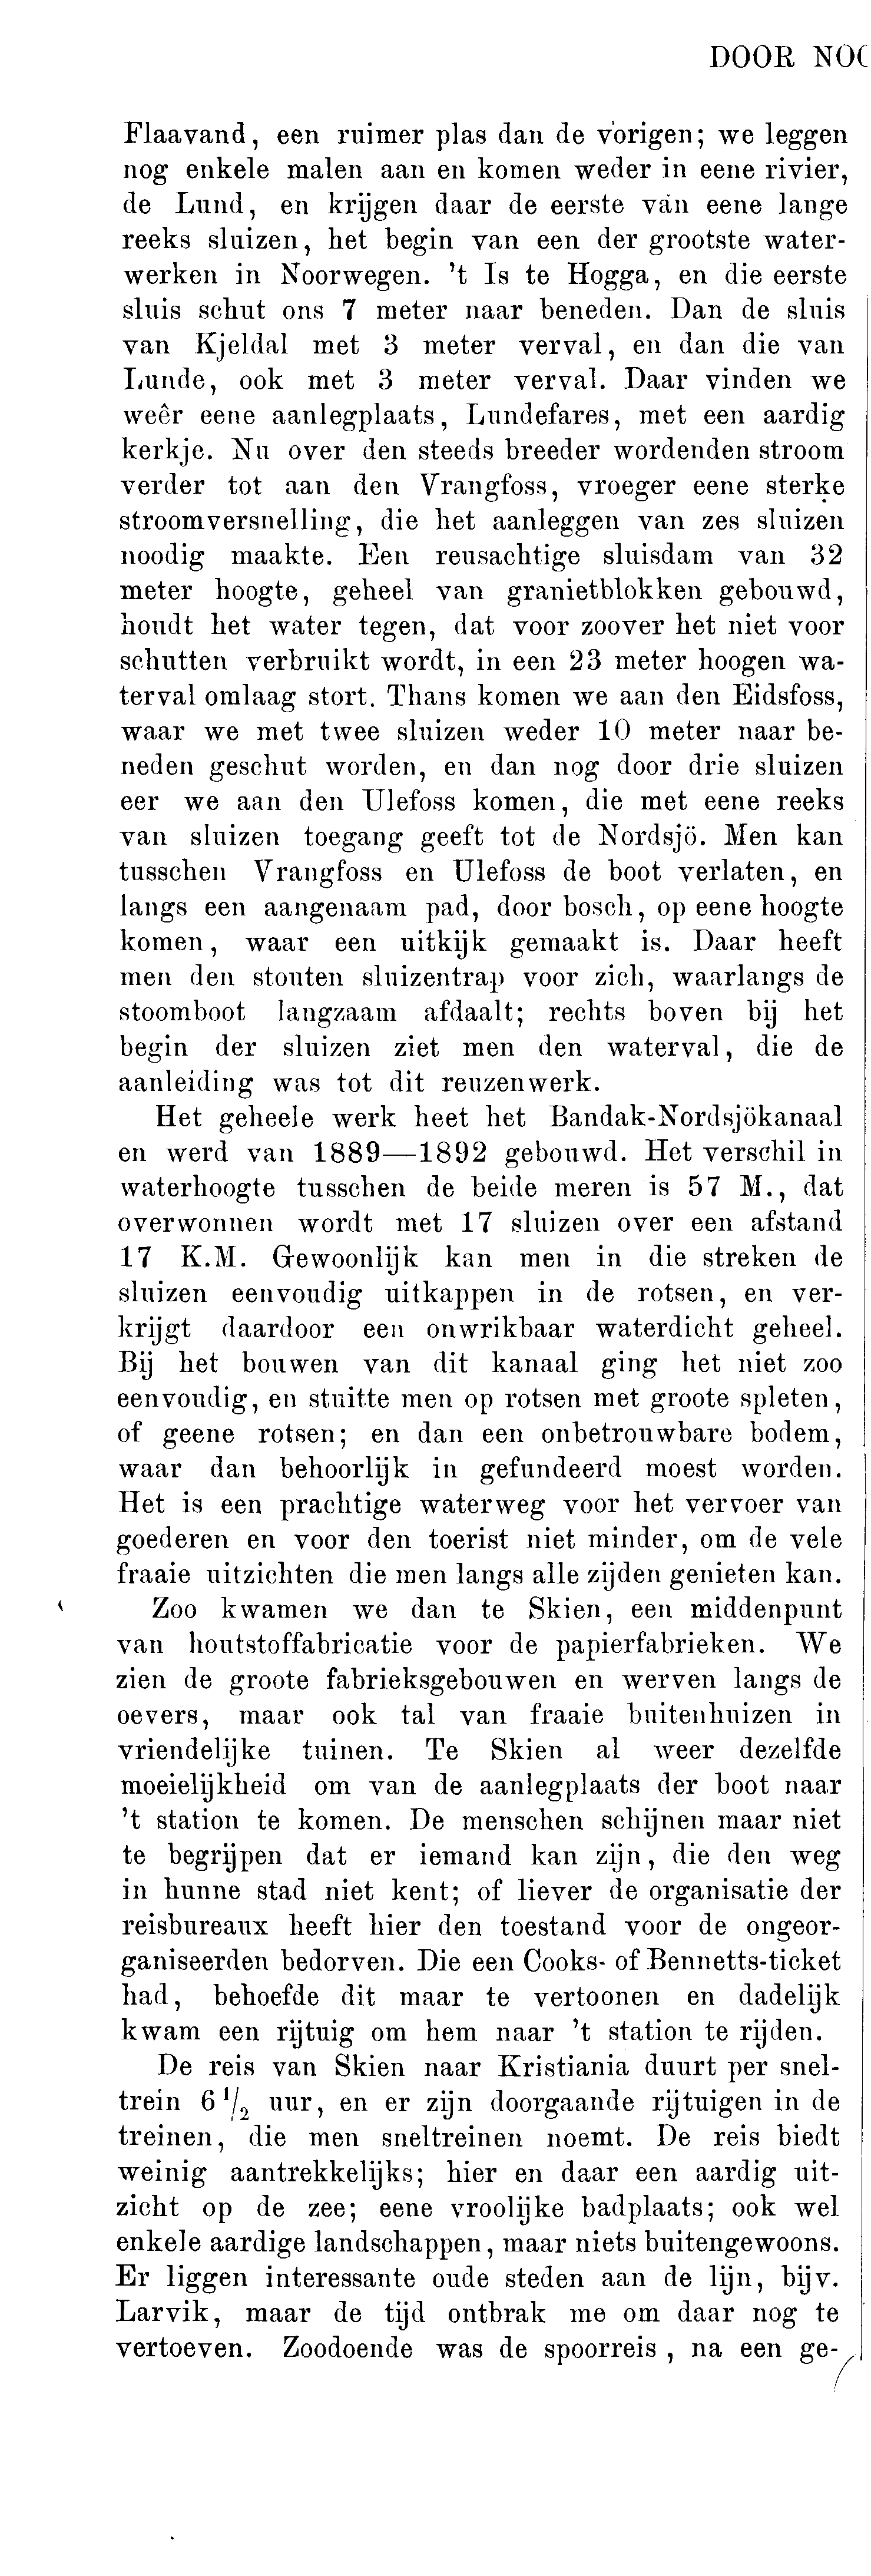 DOOR NOO
Flaavand, een ruimer plas dan de vorigen; we leggen
nog enkele malen aan en komen weder in eene rivier,
de Lund, en krijgen daar de eerste van eene lange
reeks sluizen, het begin van een der grootste water-
werken in Noorwegen. 't Is te Hogga, en die eerste
sluis schut ons 7 meter naar beneden. Dan de sluis
van Kjeldal met 3 meter verval, en dan die van
Lunde, ook met 3 meter verval. Daar vinden we
weêr eene aanlegplaats, Lundefares, met een aardig
kerkje. Nu over den steeds breeder wordenden stroom
verder tot aan den Vrangfoss, vroeger eene sterke
stroomversnelling, die het aanleggen van zes sluizen
noodig maakte. Een reusachtige sluisdam van 32
meter hoogte, geheel van granietblokken gebouwd,
houdt het water tegen, dat voor zoover het niet voor
schutten verbruikt wordt, in een 23 meter hoogen wa-
terval omlaag stort. Thans komen we aan den Eidsfoss,
waar we met twee sluizen weder 10 meter naar be-
neden geschut worden, en dan nog door drie sluizen
eer we aan den Ulefoss komen, die met eene reeks
van sluizen toegang geeft tot de Nordsjö. Men kan
tusschen Vrangfoss en Ulefoss de boot verlaten, en
langs een aangenaam pad, door bosch, op eene hoogte
komen, waar een uitkijk gemaakt is. Daar heeft
men den stouten sluizentrap voor zich, waarlangs de
stoomboot langzaam afdaalt; rechts boven bij het
begin der sluizen ziet men den waterval, die de
aanleiding was tot dit reuzenwerk.
Het geheele werk heet het Bandak-Nordsjökanaal
en werd van 1889—1892 gebouwd. Het verschil in
waterhoogte tusschen de beide meren is 57 M., dat
overwonnen wordt met 17 sluizen over een afstand
17 K.M. Gewoonlijk kan men in die streken de
sluizen eenvoudig uitkappen in de rotsen, en ver-
krijgt daardoor een onwrikbaar waterdicht geheel.
Bij het bouwen van dit kanaal ging het niet zoo
eenvoudig, en stuitte men op rotsen met groote spleten,
of geene rotsen; en dan een onbetrouwbare bodem,
waar dan behoorlijk in gefundeerd moest worden.
Het is een prachtige waterweg voor het vervoer van
goederen en voor den toerist niet minder, om de vele
fraaie uitzichten die men langs alle zijden genieten kan.
Zoo kwamen we dan te Skien, een middenpunt
van houtstoffabricatie voor de papierfabrieken. We
zien de groote fabrieksgebouwen en werven langs de
oevers, maar ook tal van fraaie buitenhuizen in
vriendelijke tuinen. Te Skien al weer dezelfde
moeielijkheid om van de aanlegplaats der boot naar
't station te komen. De menschen schijnen maar niet
te begrijpen dat er iemand kan zijn, die den weg
in hunne stad niet kent; of liever de organisatie der
reisbureaux heeft hier den toestand voor de ongeor-
ganiseerden bedorven. Die een Cooks- of Bennetts-ticket
had, behoefde dit maar te vertoonen en dadelijk
kwam een rijtuig om hem naar 't station te rijden.
De reis van Skien naar Kristiania duurt per snel-
trein 6 1/2 uur, en er zijn doorgaande rijtuigen in de
treinen, die men sneltreinen noemt. De reis biedt
weinig aantrekkelijks; hier en daar een aardig uit-
zicht op de zee; eene vroolijke badplaats; ook wel
enkele aardige landschappen, maar niets buitengewoons.
Er liggen interessante oude steden aan de lijn, bijv.
Larvik, maar de tijd ontbrak me om daar nog te
vertoeven. Zoodoende was de spoorreis, na een ge-